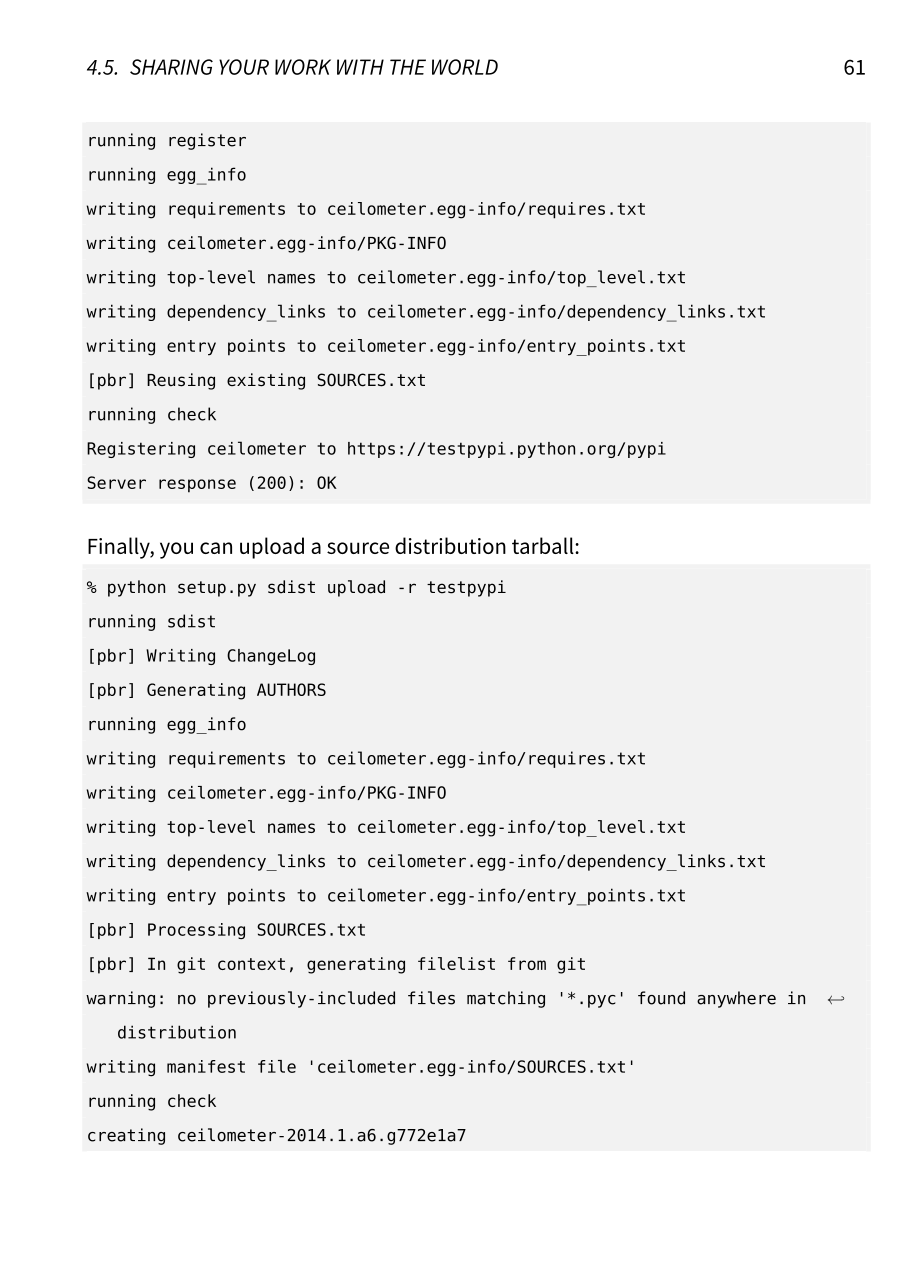 4.5. SHARING YOUR WORK WITH THE WORLD 61
running register
running egg_info
writing requirements to ceilometer.egg-info/requires.txt
writing ceilometer.egg-info/PKG-INFO
writing top-level names to ceilometer.egg-info/top_level.txt
writing dependency_links to ceilometer.egg-info/dependency_links.txt
writing entry points to ceilometer.egg-info/entry_points.txt
[pbr] Reusing existing SOURCES.txt
running check
Registering ceilometer to https://testpypi.python.org/pypi
Server response (200): OK
Finally, you can upload a source distribution tarball:
% python setup.py sdist upload -r testpypi
running sdist
[pbr] Writing ChangeLog
[pbr] Generating AUTHORS
running egg_info
writing requirements to ceilometer.egg-info/requires.txt
writing ceilometer.egg-info/PKG-INFO
writing top-level names to ceilometer.egg-info/top_level.txt
writing dependency_links to ceilometer.egg-info/dependency_links.txt
writing entry points to ceilometer.egg-info/entry_points.txt
[pbr] Processing SOURCES.txt
[pbr] In git context, generating filelist from git
warning: no previously-included files matching '*.pyc' found anywhere in ↩
distribution
writing manifest file 'ceilometer.egg-info/SOURCES.txt'
running check
creating ceilometer-2014.1.a6.g772e1a7